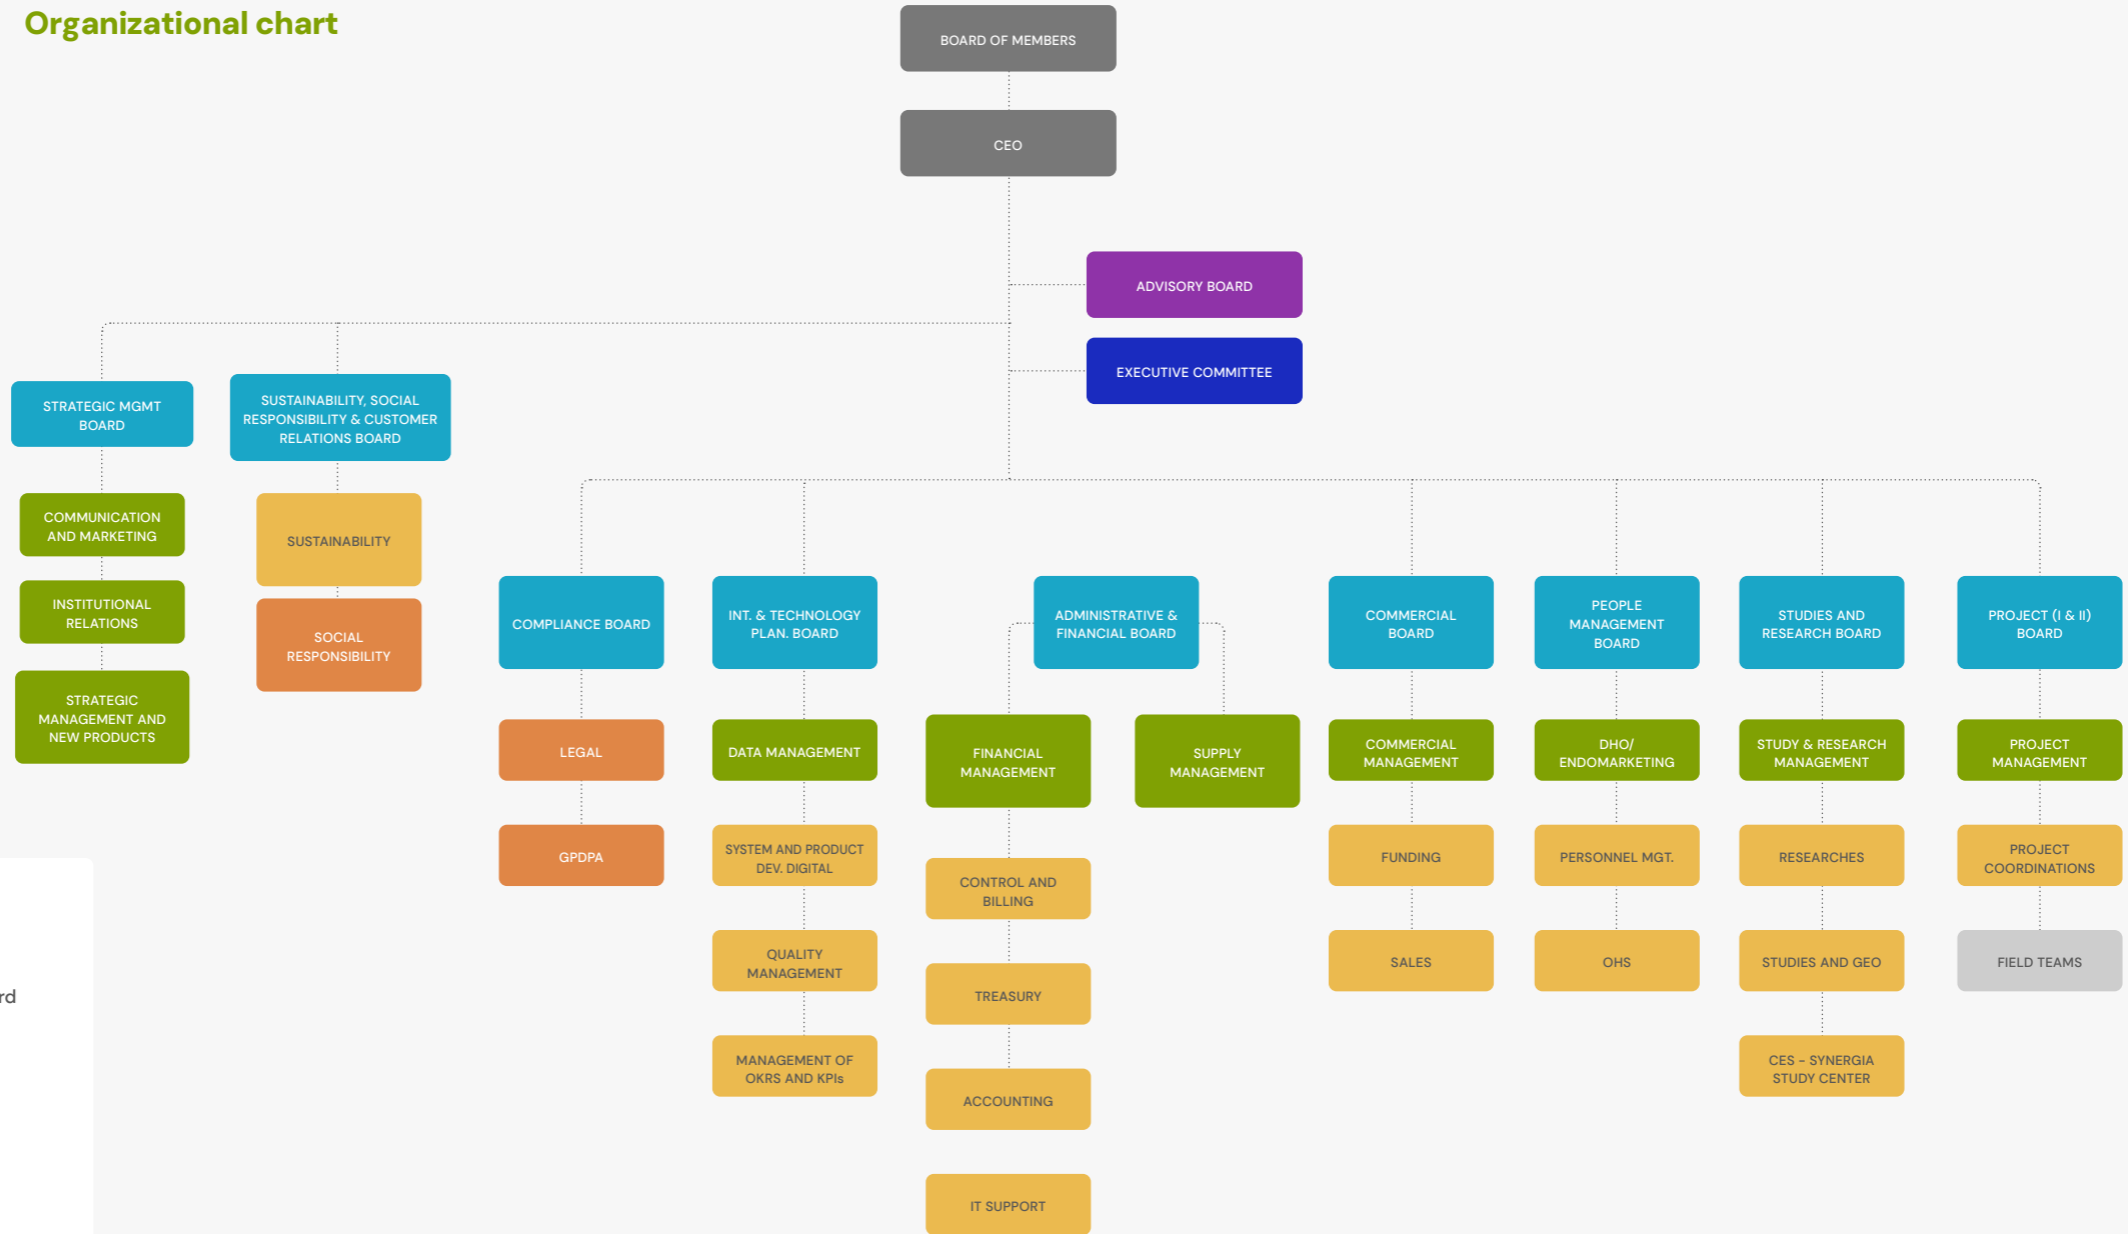 Organizational chart
BOARD OF MEMBERS
CEO
ADVISORY BOARD
EXECUTIVE COMMITTEE
STRATEGIC MGMT
BOARD
COMMUNICATION
AND MARKETING
INSTITUTIONAL
RELATIONS
STRATEGIC
MANAGEMENT AND
NEW PRODUCTS
SUSTAINABILITY, SOCIAL
RESPONSIBILITY & CUSTOMER
RELATIONS BOARD
SUSTAINABILITY
SOCIAL
RESPONSIBILITY
COMPLIANCE BOARD
LEGAL
GPDPA
INT. & TECHNOLOGY
PLAN. BOARD
DATA MANAGEMENT
SYSTEM AND PRODUCT
DEV. DIGITAL
QUALITY
MANAGEMENT
MANAGEMENT OF
OKRS AND KPIs
ADMINISTRATIVE &
FINANCIAL BOARD
FINANCIAL
MANAGEMENT
CONTROL AND
BILLING
TREASURY
ACCOUNTING
IT SUPPORT
SUPPLY
MANAGEMENT
COMMERCIAL
BOARD
COMMERCIAL
MANAGEMENT
FUNDING
SALES
PEOPLE
MANAGEMENT
BOARD
DHO/
ENDOMARKETING
PERSONNEL MGT.
OHS
STUDIES AND
RESEARCH BOARD
STUDY & RESEARCH
MANAGEMENT
RESEARCHES
STUDIES AND GEO
CES - SYNERGIA
STUDY CENTER
PROJECT (I & II)
BOARD
PROJECT
MANAGEMENT
PROJECT
COORDINATIONS
FIELD TEAMS
rd